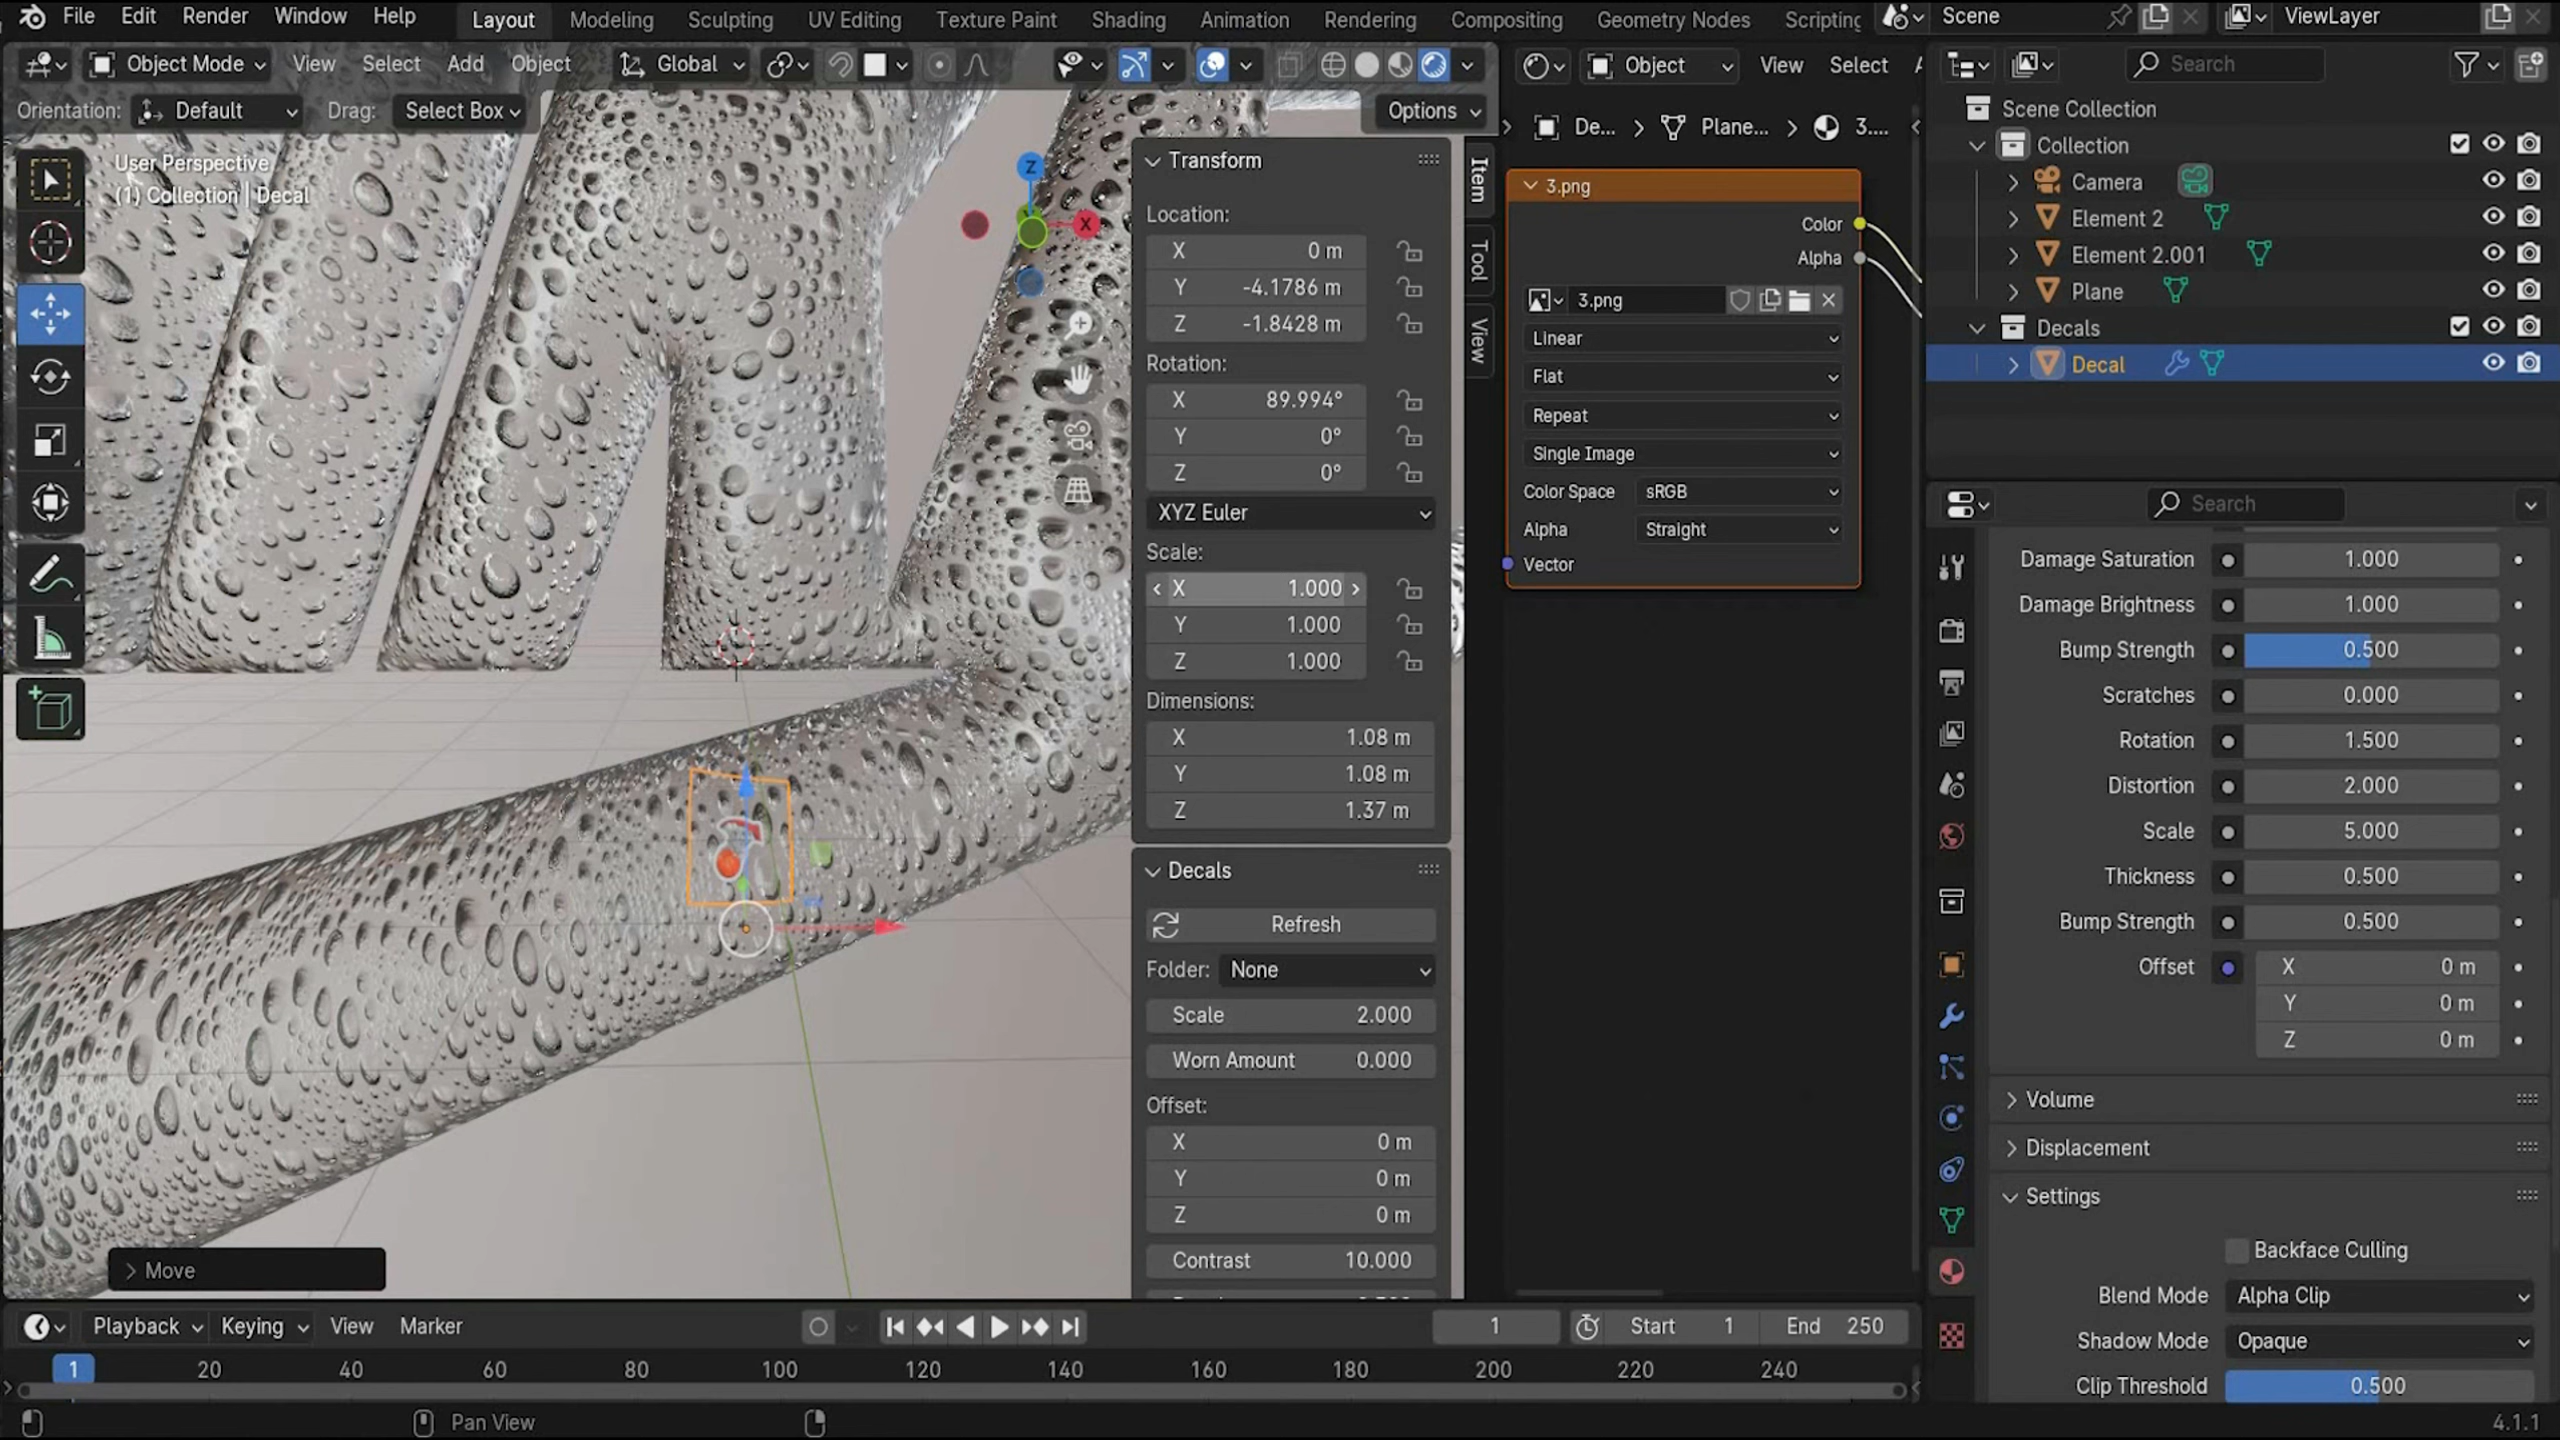 File Edit Render Window Help Layout Modeling Sculpting UV Editing Texture Paint Shading Animation Rendering Compositing Geometry Nodes Scripting Scene ViewLayer
Object Mode View Select Add Object Global Object View Select Search
Orientation: Default Drag: Select Box Options
De... Plane... 3....
User Perspective
(1) Collection | Decal
Z
X
Transform
Location:
X 0 m
Y -4.1786 m
Z -1.8428 m
Rotation:
X 89.994°
Y 0°
Z 0°
XYZ Euler
Scale:
X 1.000
Y 1.000
Z 1.000
Dimensions:
X 1.08 m
Y 1.08 m
Z 1.37 m
Decals
Refresh
Folder: None
Scale 2.000
Worn Amount 0.000
Offset:
X 0 m
Y 0 m
Z 0 m
Contrast 10.000
Item
Tool
View
3.png
Color
Alpha
3.png
Linear
Flat
Repeat
Single Image
Color Space sRGB
Alpha Straight
Vector
Scene Collection
Collection
Camera
Element 2
Element 2.001
Plane
Decals
Decal
Search
Damage Saturation 1.000
Damage Brightness 1.000
Bump Strength 0.500
Scratches 0.000
Rotation 1.500
Distortion 2.000
Scale 5.000
Thickness 0.500
Bump Strength 0.500
Offset X 0 m
Y 0 m
Z 0 m
Volume
Displacement
Settings
Backface Culling
Blend Mode Alpha Clip
Shadow Mode Opaque
Clip Threshold 0.500
Move
Playback Keying View Marker 1 Start 1 End 250
1 20 40 60 80 100 120 140 160 180 200 220 240
Pan View
4.1.1